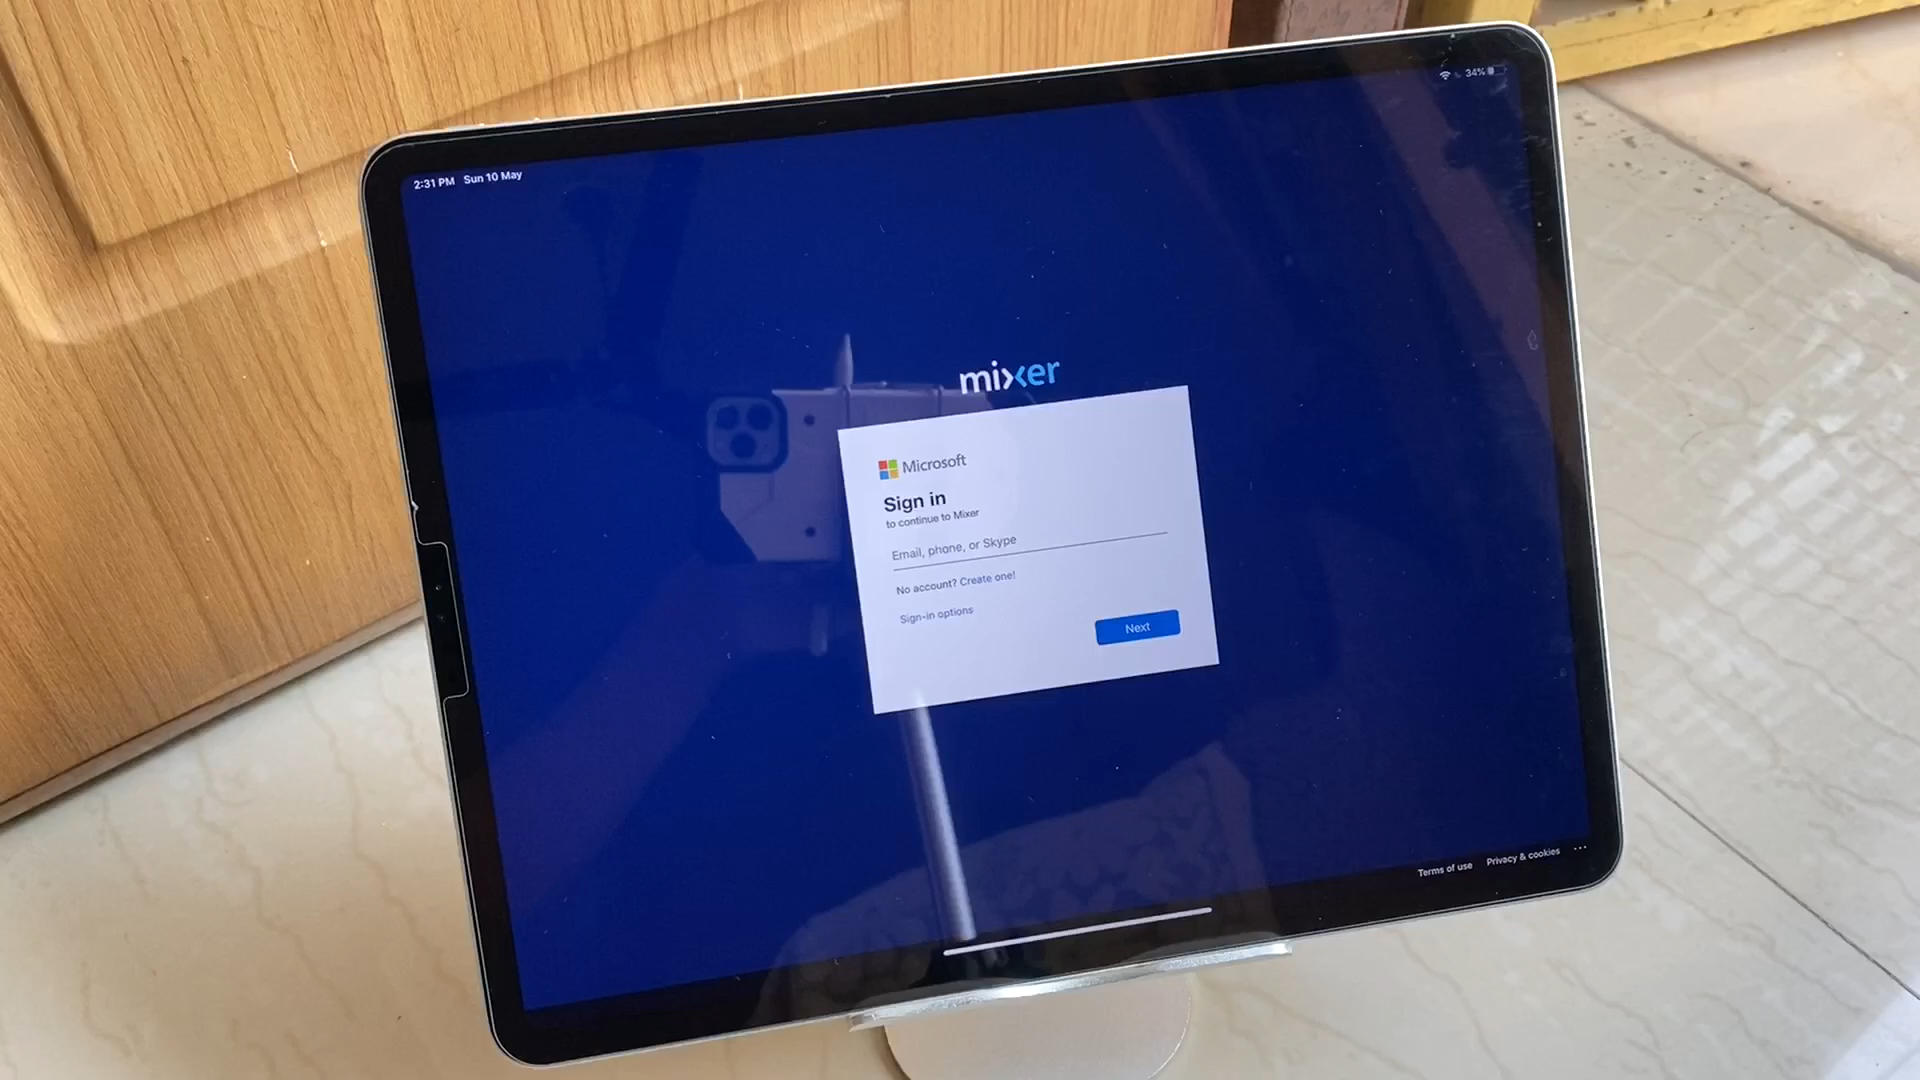 2:31 PM Sun 10 May
34%
mixer
Microsoft
Sign in
to continue to Mixer
Email, phone, or Skype
No account? Create one!
Sign-in options
Next
Terms of use Privacy & cookies ...